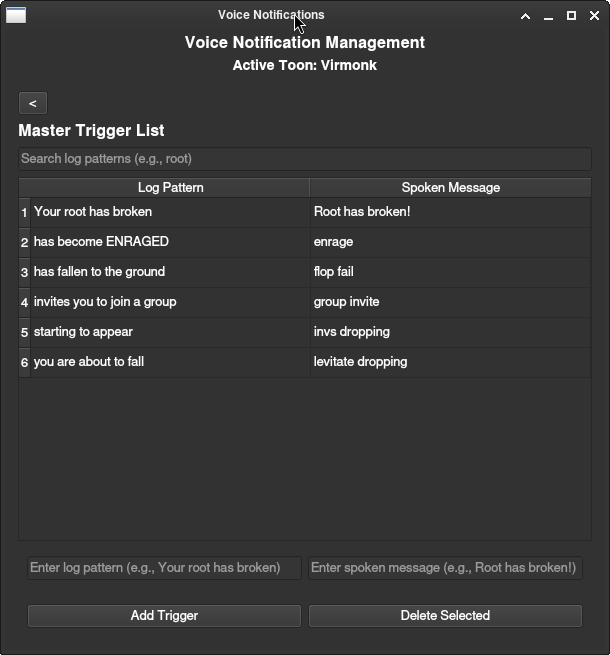 Voice Notifications
Voice Notification Management
Active Toon: Virmonk
<
Master Trigger List
Search log patterns (e.g., root)
Log Pattern Spoken Message
1 Your root has broken Root has broken!
2 has become ENRAGED enrage
3 has fallen to the ground flop fail
4 invites you to join a group group invite
5 starting to appear invs dropping
6 you are about to fall levitate dropping
Enter log pattern (e.g., Your root has broken) Enter spoken message (e.g., Root has broken!)
Add Trigger Delete Selected